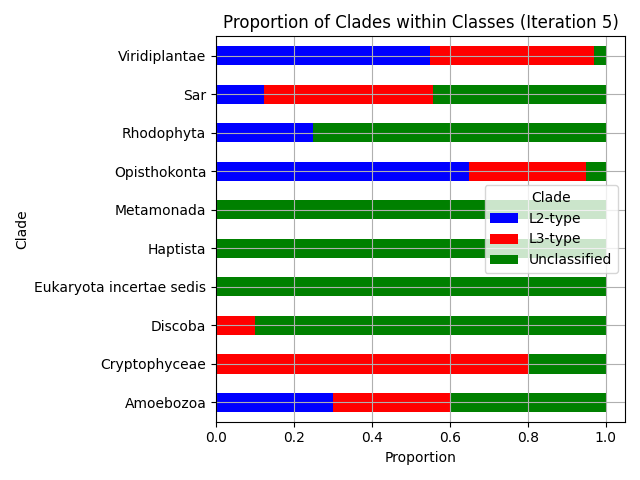 Proportion of Clades within Classes (Iteration 5)
Viridiplantae
Sar
Rhodophyta
Opisthokonta
Metamonada
Haptista
Eukaryota incertae sedis
Discoba
Cryptophyceae
Amoebozoa
Clade
Clade
L2-type
L3-type
Unclassified
0.0 0.2 0.4 0.6 0.8 1.0
Proportion